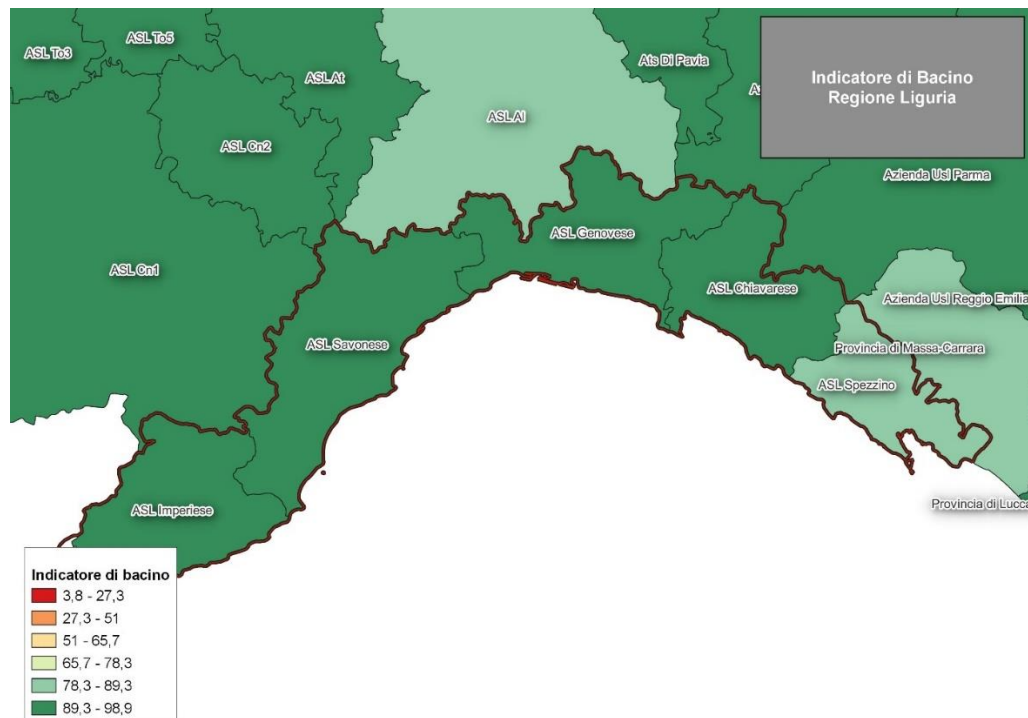 ASL To3
ASL To5
ASL At
Ats Di Pavia
Indicatore di Bacino
Regione Liguria
ASL Al
ASL Cn2
Azienda Usl Parma
ASL Genovese
ASL Cn1
ASL Chiavarese
Azienda Usl Reggio Emilia
ASL Savonese
Provincia di Massa-Carrara
ASL Spezzino
ASL Imperiese
Provincia di Lucca
Indicatore di bacino
3,8 - 27,3
27,3 - 51
51 - 65,7
65,7 - 78,3
78,3 - 89,3
89,3 - 98,9